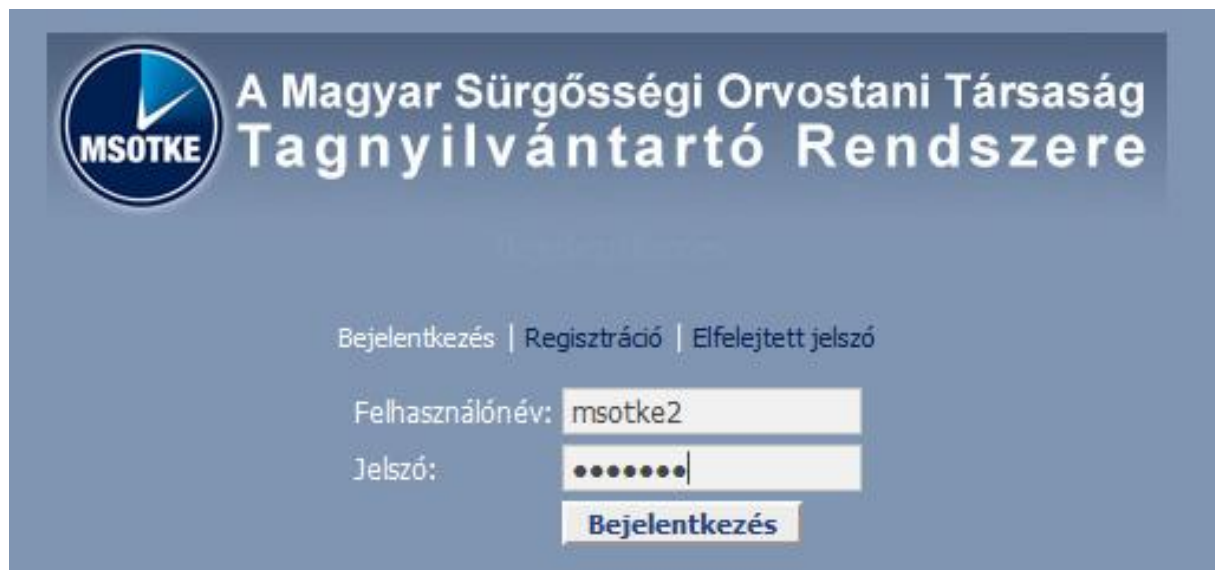 MSOTKE
A Magyar Sürgősségi Orvostani Társaság
Tagnyilvántartó Rendszere
Bejelentkezés | Regisztráció | Elfelejtett jelszó
Felhasználónév: msotke2
Jelszó: •••••••
Bejelentkezés